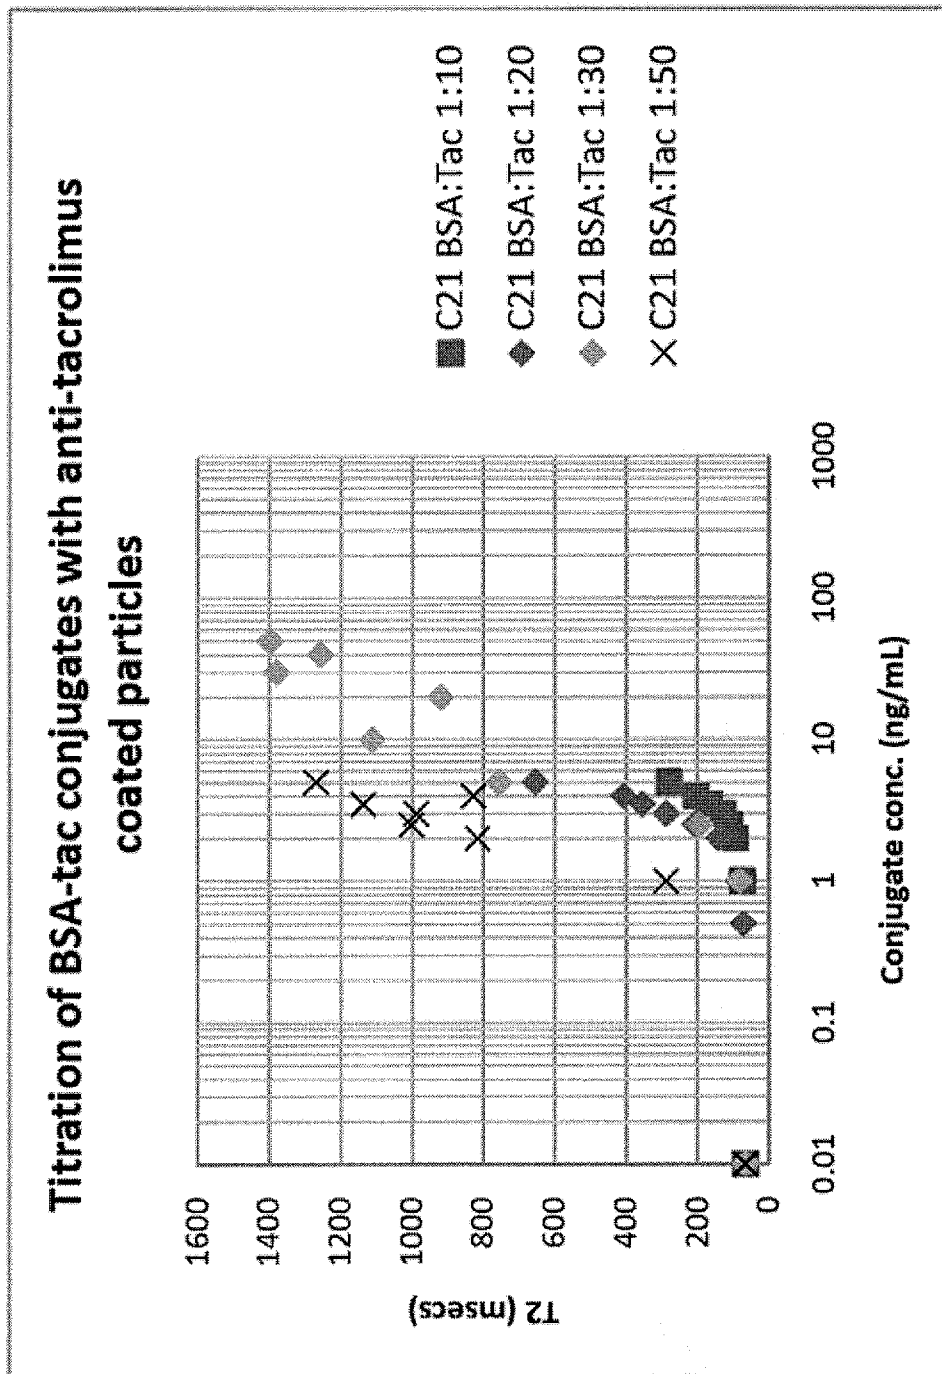 Titration of BSA-tac conjugates with anti-tacrolimus
coated particles
1600
1400
1200
1000
800
600
400
200
0
T2 (msecs)
0.01
0.1
1
10
100
1000
Conjugate conc. (ng/mL)
C21 BSA:Tac 1:10
C21 BSA:Tac 1:20
C21 BSA:Tac 1:30
C21 BSA:Tac 1:50